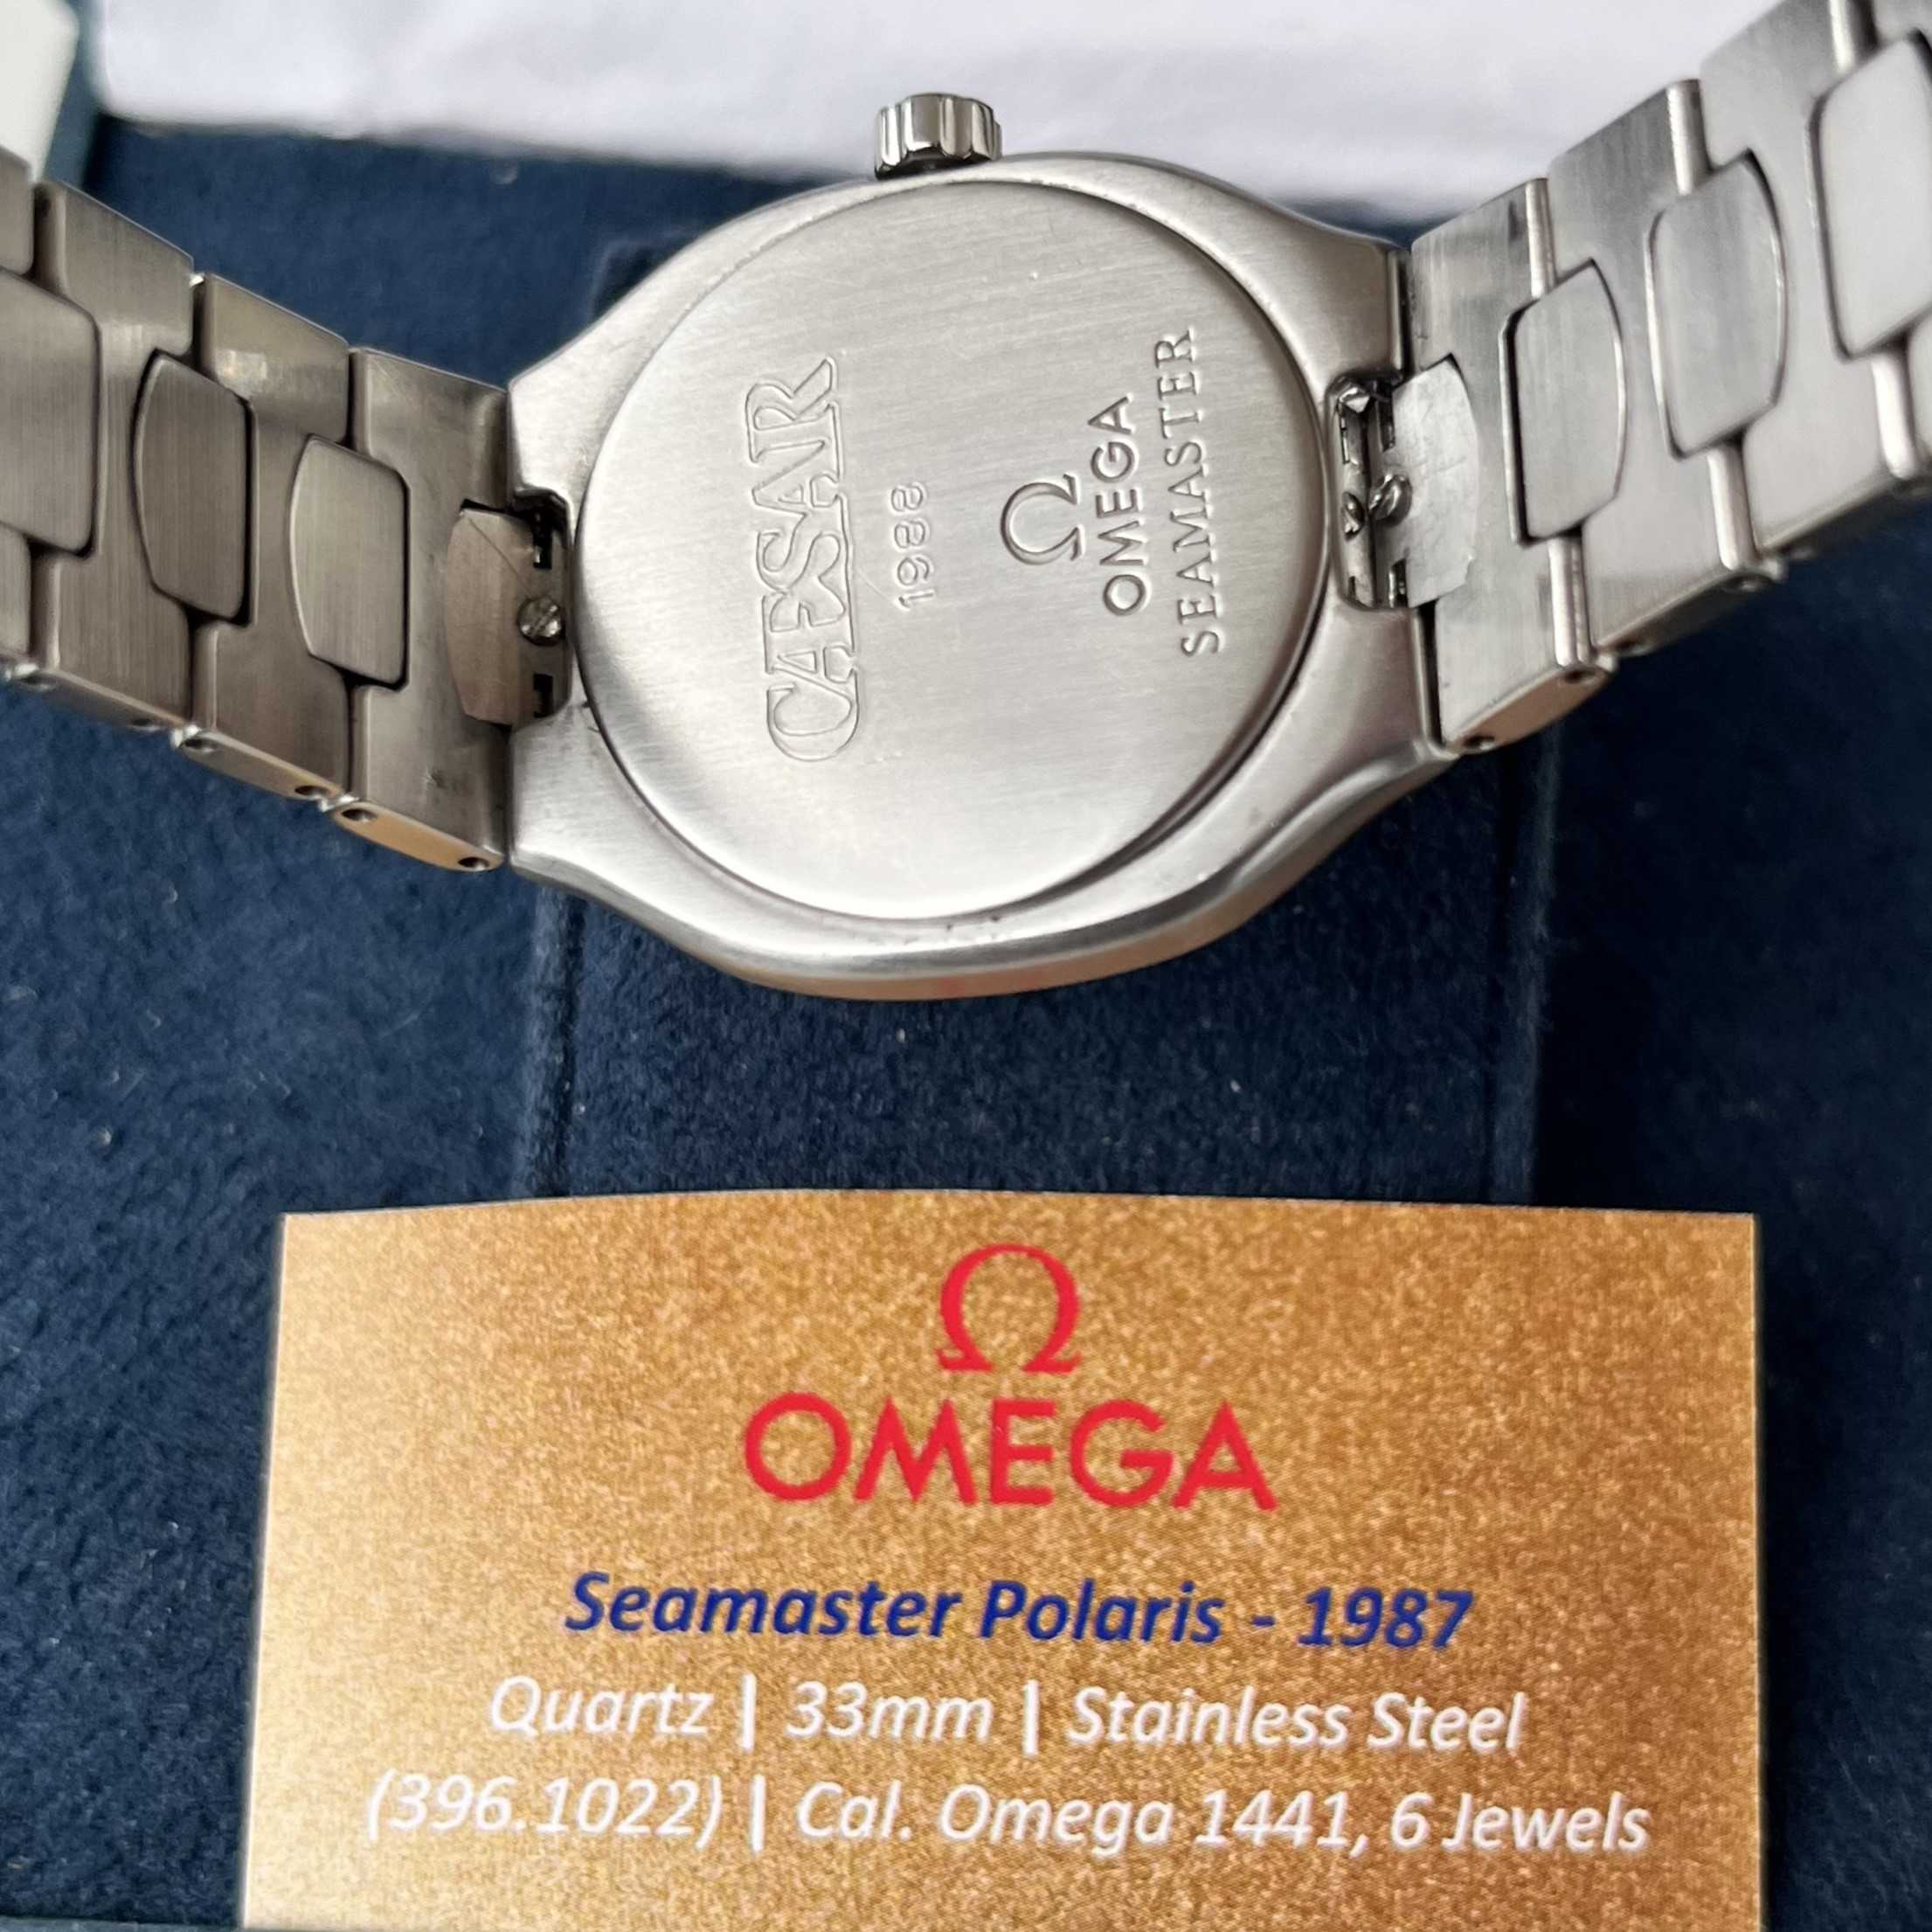 CAESAR
1988
Ω
OMEGA
SEAMASTER
Ω
OMEGA
Seamaster Polaris - 1987
Quartz | 33mm | Stainless Steel
(396.1022) | Cal. Omega 1441, 6 Jewels